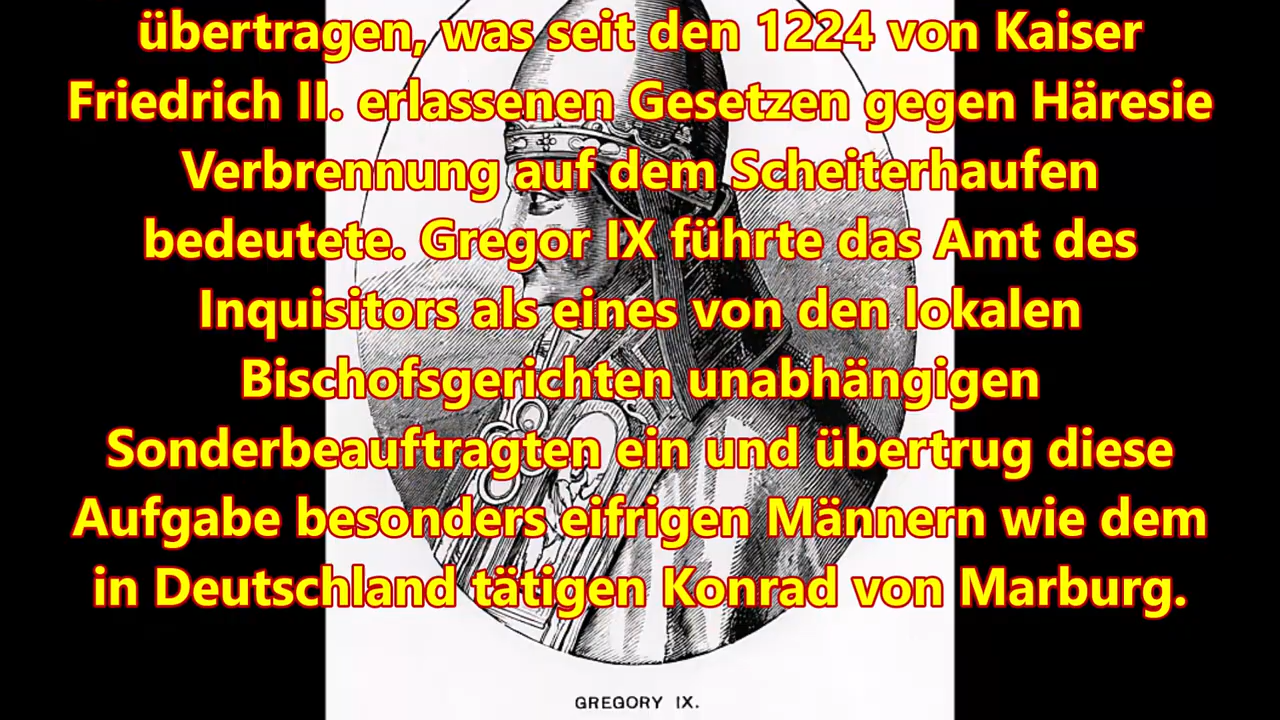 übertragen, was seit den 1224 von Kaiser
Friedrich II. erlassenen Gesetzen gegen Häresie
Verbrennung auf dem Scheiterhaufen
bedeutete. Gregor IX führte das Amt des
Inquisitors als eines von den lokalen
Bischofsgerichten unabhängigen
Sonderbeauftragten ein und übertrug diese
Aufgabe besonders eifrigen Männern wie dem
in Deutschland tätigen Konrad von Marburg.
GREGORY IX.